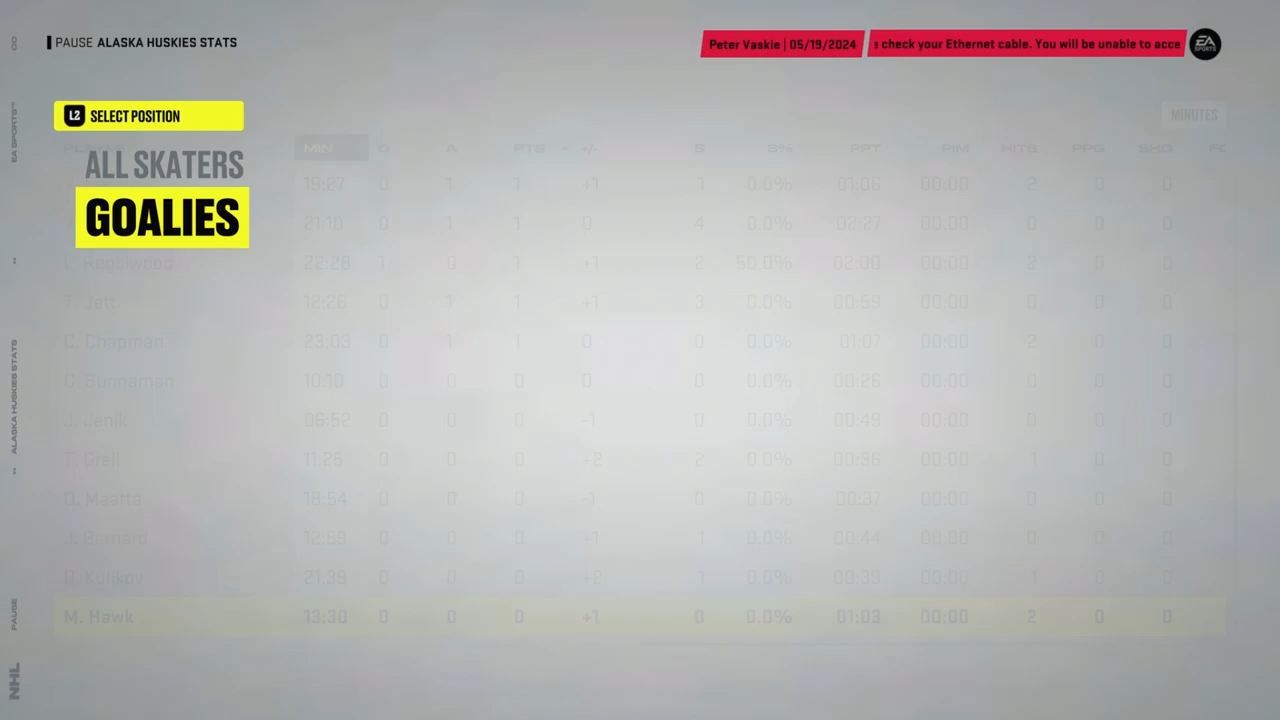 PAUSE ALASKA HUSKIES STATS
Peter Vaskie | 05/19/2024
check your Ethernet cable. You will be unable to acce
EA SPORTS
L2 SELECT POSITION
ALL SKATERS
GOALIES
MINUTES
MIN G A PTS +/- S S% PPT PIM HITS PPG SHG
19:27 0 1 1 +1 1 0.0% 01:06 00:00 2 0 0
21:10 0 1 1 0 4 0.0% 02:27 00:00 0 0 0
22:28 1 0 1 +1 2 50.0% 02:00 00:00 2 0 0
T. Jett 12:26 0 1 1 +1 3 0.0% 00:59 00:00 0 0 0
C. Chapman 23:03 0 1 1 0 0 0.0% 01:07 00:00 2 0 0
C. Bunnaman 10:10 0 0 0 0 0 0.0% 00:26 00:00 0 0 0
J. Jenik 06:52 0 0 0 -1 0 0.0% 00:49 00:00 0 0 0
T. Grell 11:25 0 0 0 +2 2 0.0% 00:36 00:00 1 0 0
O. Maatta 18:54 0 0 0 -1 0 0.0% 00:37 00:00 0 0 0
J. Bernard 12:59 0 0 0 +1 1 0.0% 00:44 00:00 0 0 0
D. Kulikov 21:39 0 0 0 +2 1 0.0% 00:39 00:00 1 0 0
M. Hawk 13:30 0 0 0 +1 0 0.0% 01:03 00:00 2 0 0
EA SPORTS™
ALASKA HUSKIES STATS
PAUSE
NHL